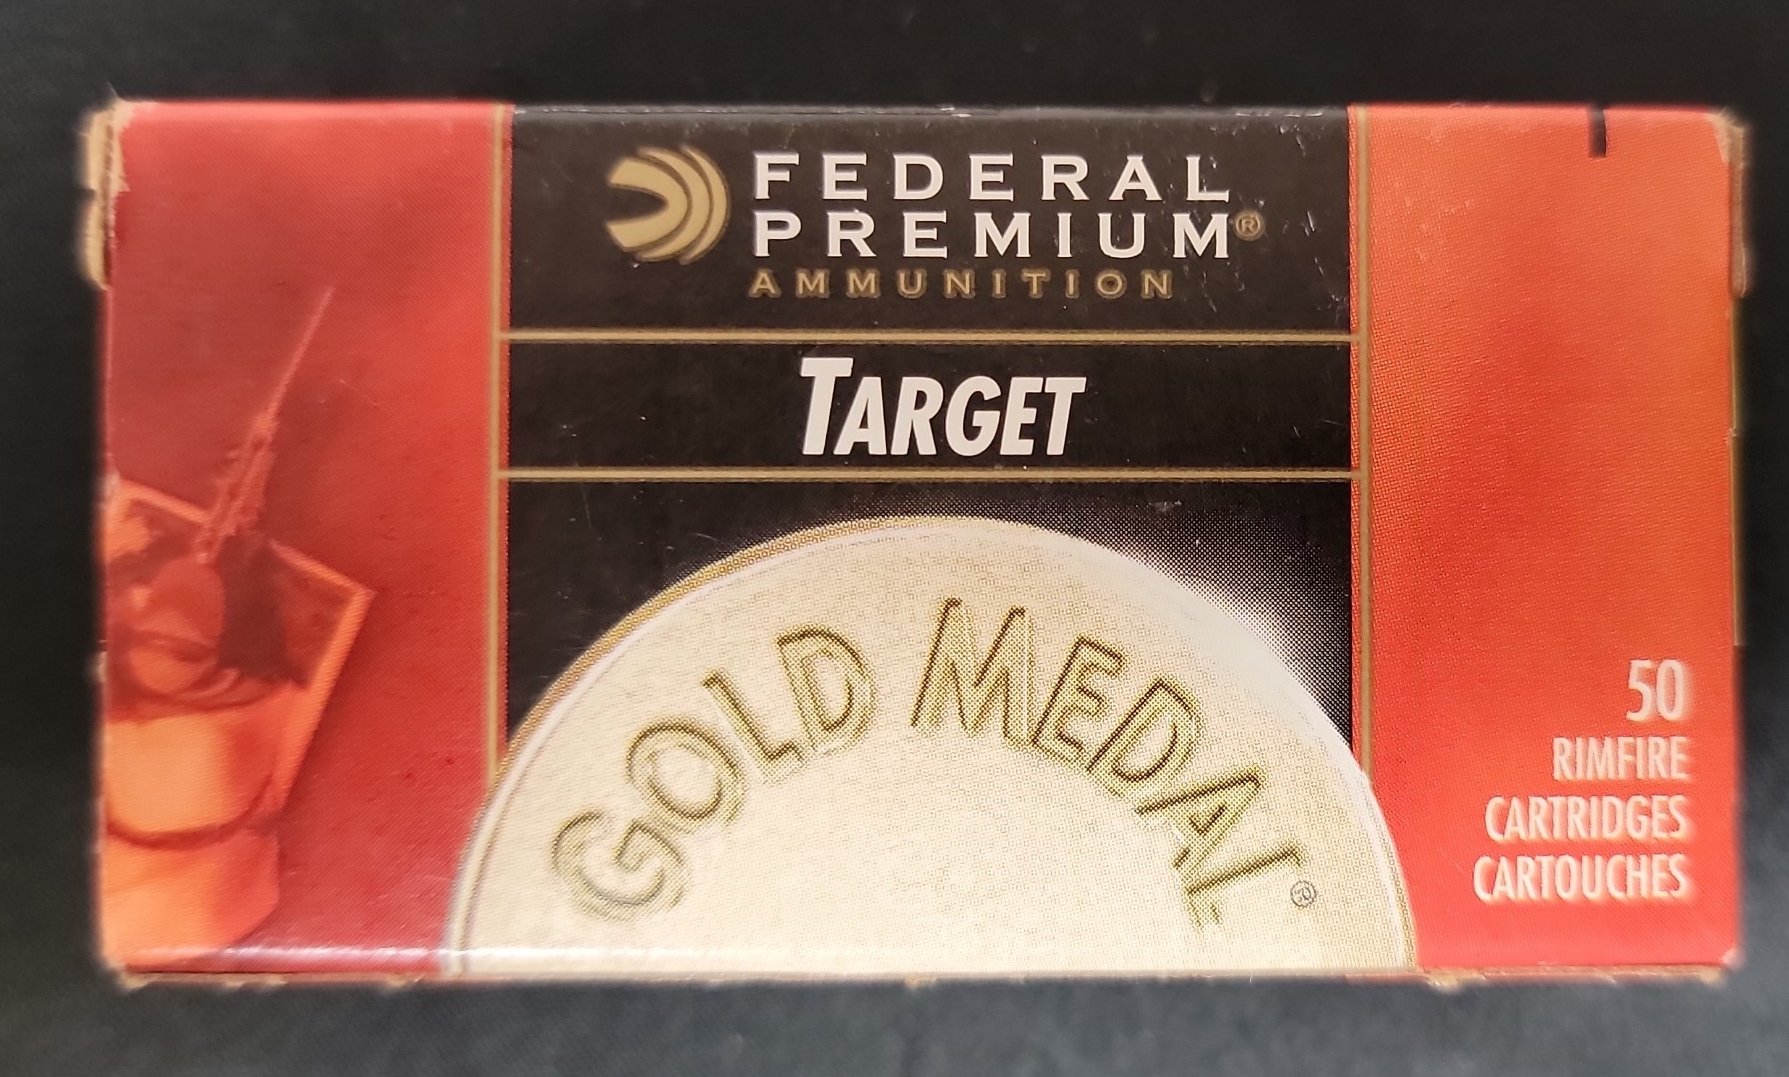 FEDERAL
PREMIUM®
AMMUNITION
TARGET
GOLD MEDAL®
50
RIMFIRE
CARTRIDGES
CARTOUCHES